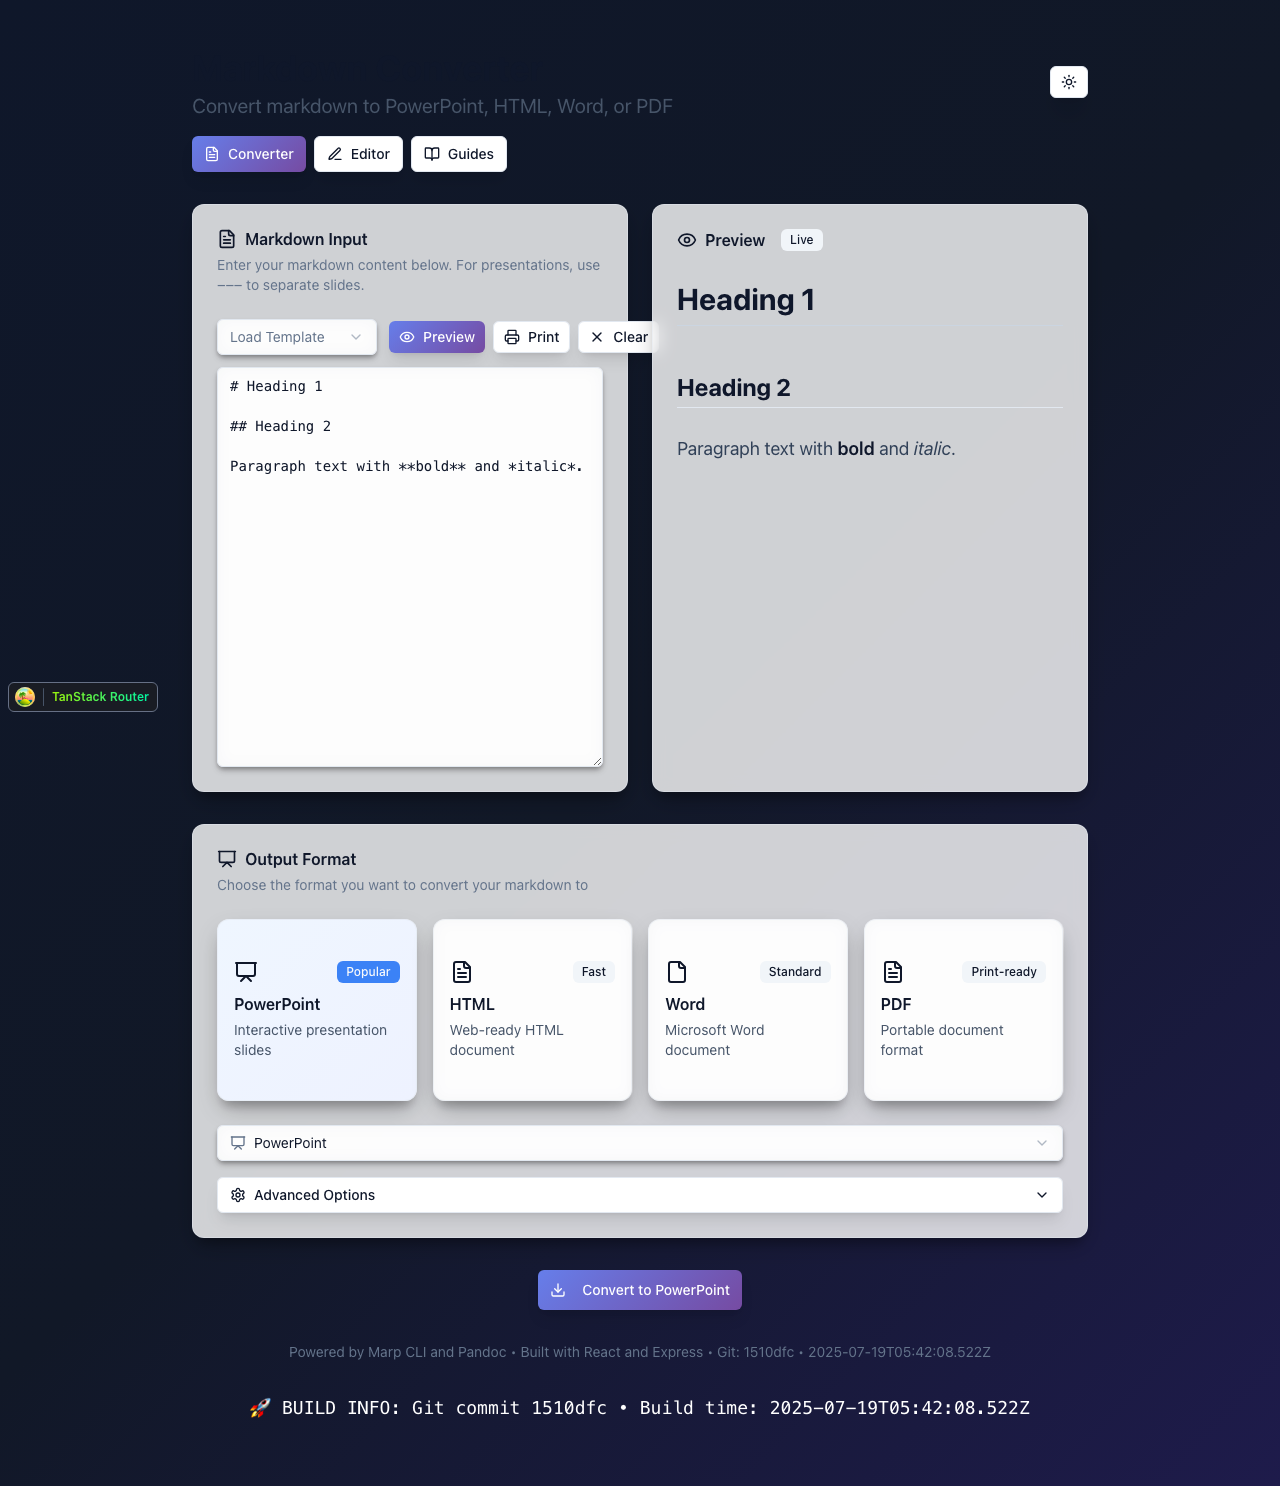 Convert markdown to PowerPoint, HTML, Word, or PDF
Converter
Editor
Guides
Markdown Input
Enter your markdown content below. For presentations, use
--- to separate slides.
Load Template
Preview
Print
Clear
# Heading 1
## Heading 2
Paragraph text with **bold** and *italic*.
Preview
Live
Heading 1
Heading 2
Paragraph text with bold and italic.
TanStack Router
Output Format
Choose the format you want to convert your markdown to
Popular
PowerPoint
Interactive presentation
slides
Fast
HTML
Web-ready HTML
document
Standard
Word
Microsoft Word
document
Print-ready
PDF
Portable document
format
PowerPoint
Advanced Options
Convert to PowerPoint
Powered by Marp CLI and Pandoc • Built with React and Express • Git: 1510dfc • 2025-07-19T05:42:08.522Z
🚀 BUILD INFO: Git commit 1510dfc • Build time: 2025-07-19T05:42:08.522Z